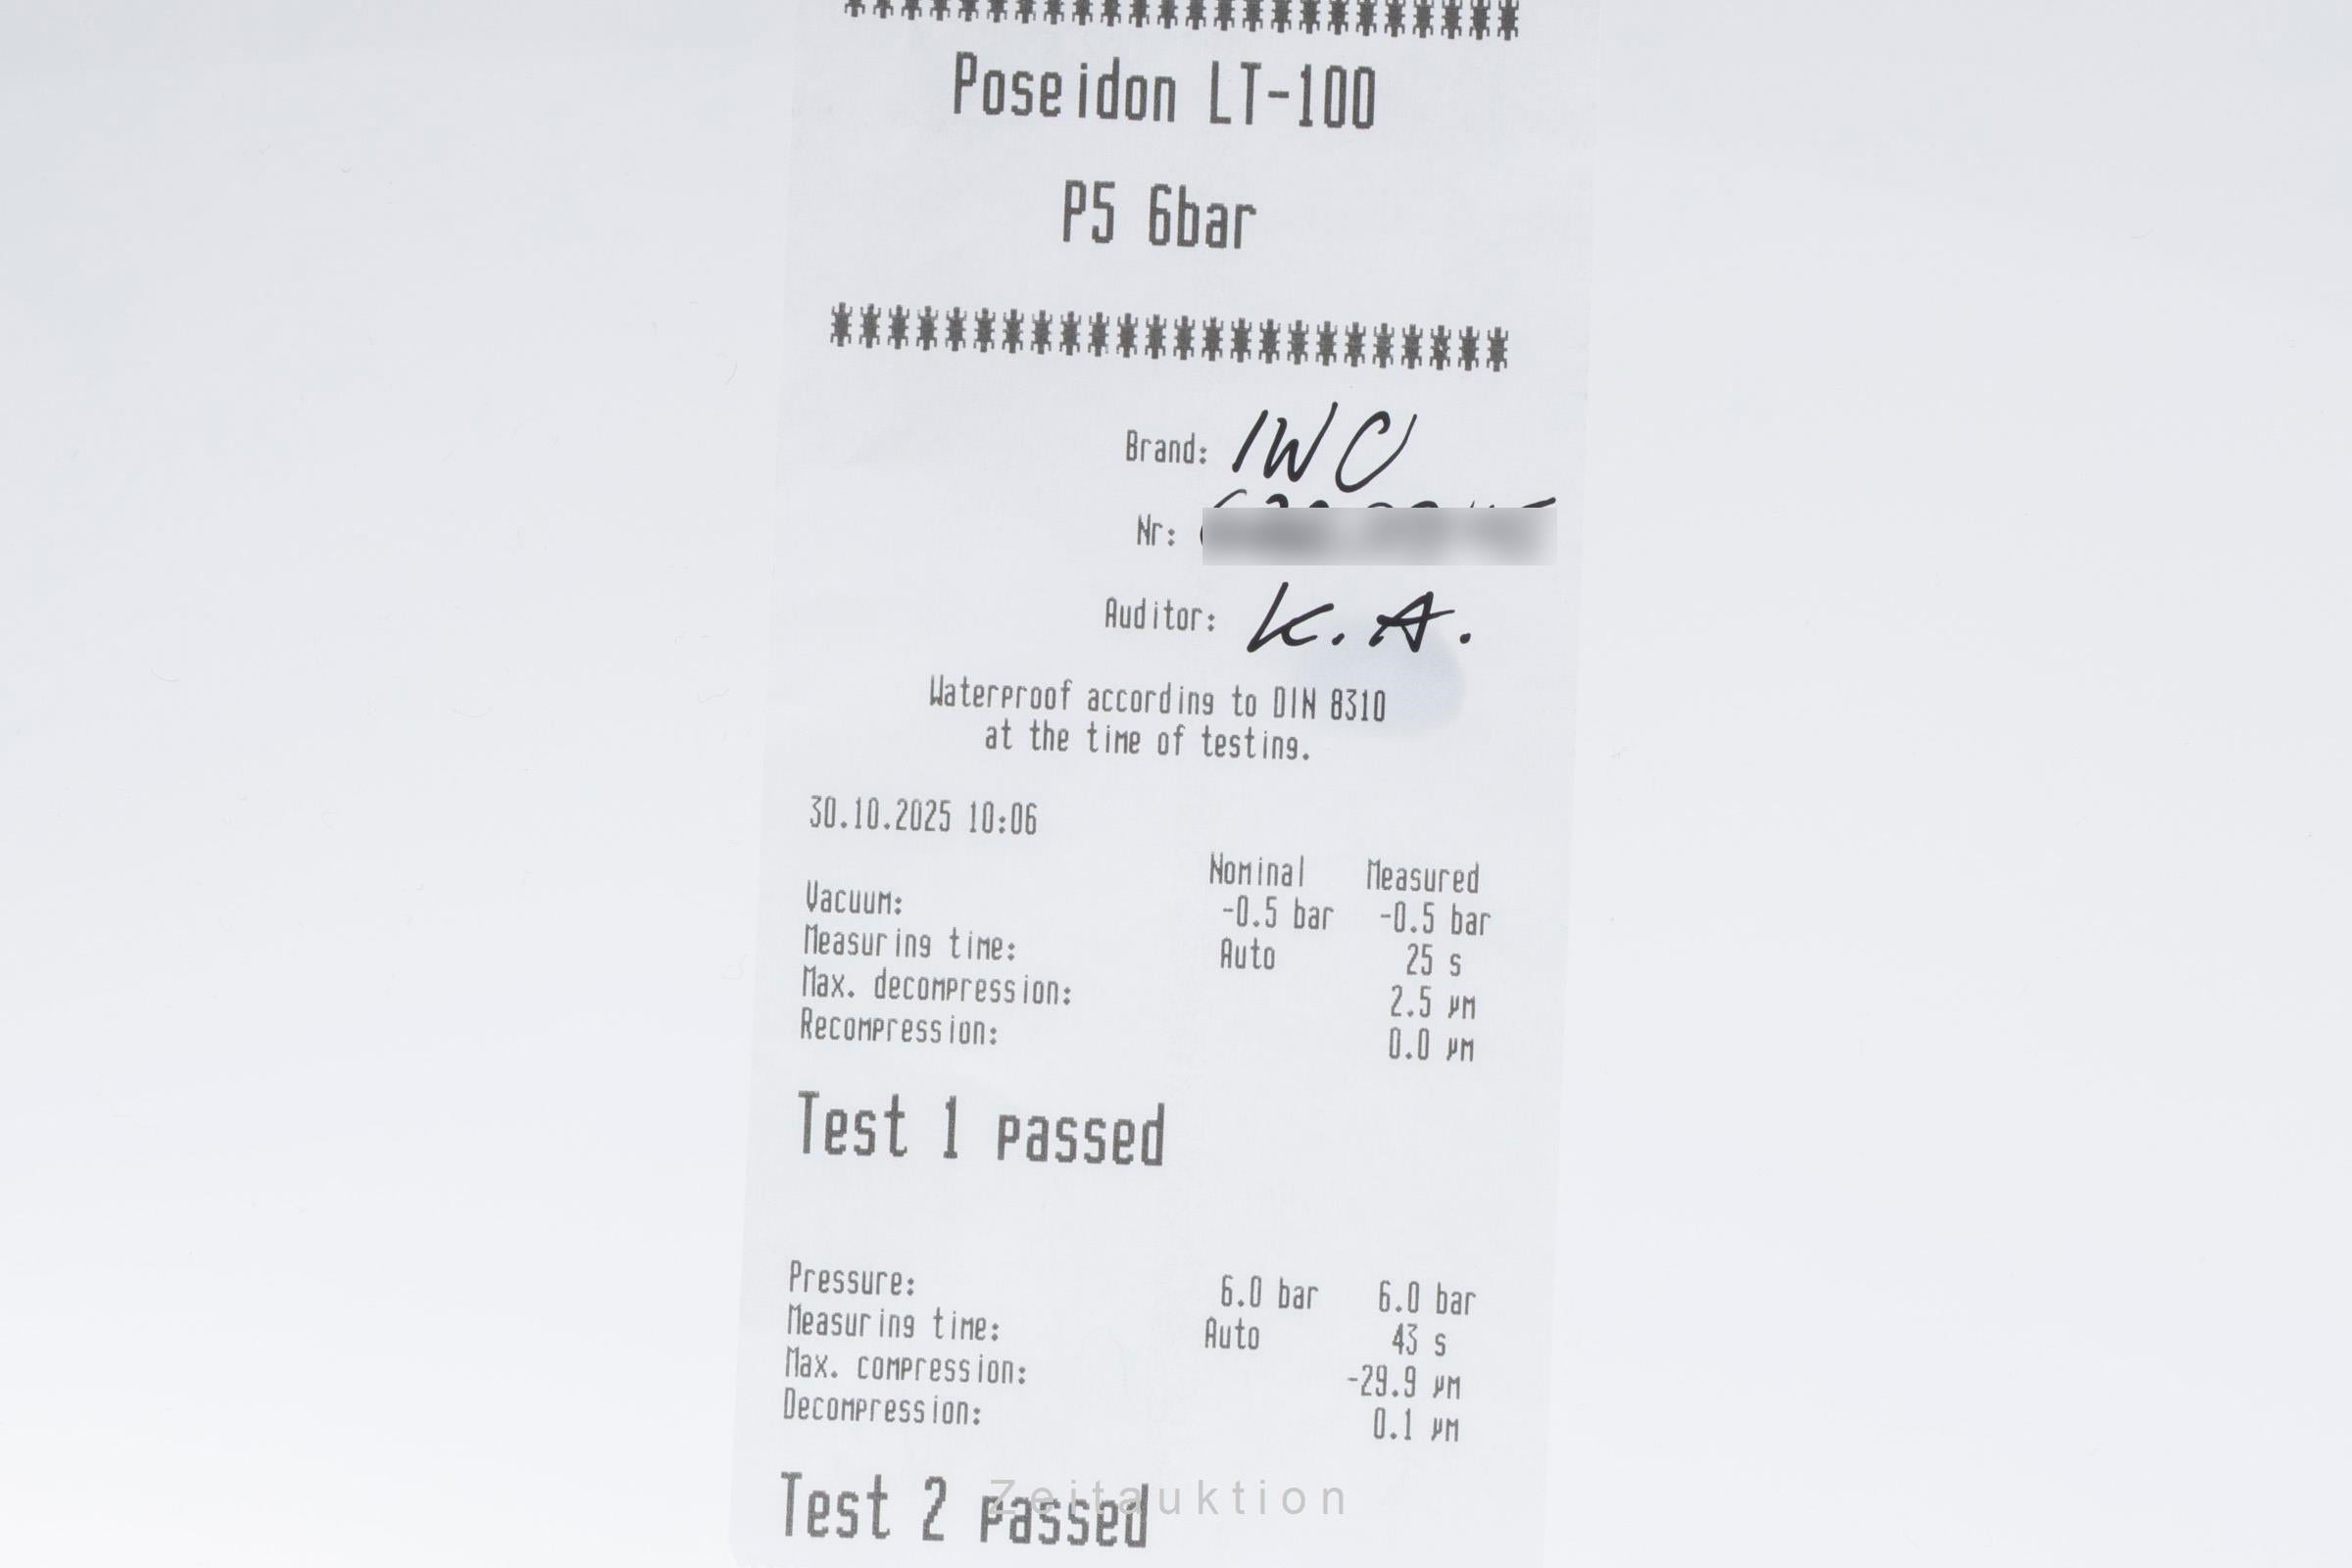 ************************
Poseidon LT-100
P5 6bar
************************
Brand: IWC
Nr:
Auditor: K.A.
Waterproof according to DIN 8310
at the time of testing.
30.10.2025 10:06
Nominal Measured
Vacuum: -0.5 bar -0.5 bar
Measuring time: Auto 25 s
Max. decompression: 2.5 µm
Recompression: 0.0 µm
Test 1 passed
Pressure: 6.0 bar 6.0 bar
Measuring time: Auto 43 s
Max. compression: -29.9 µm
Decompression: 0.1 µm
Test 2 passed
Zeitauktion